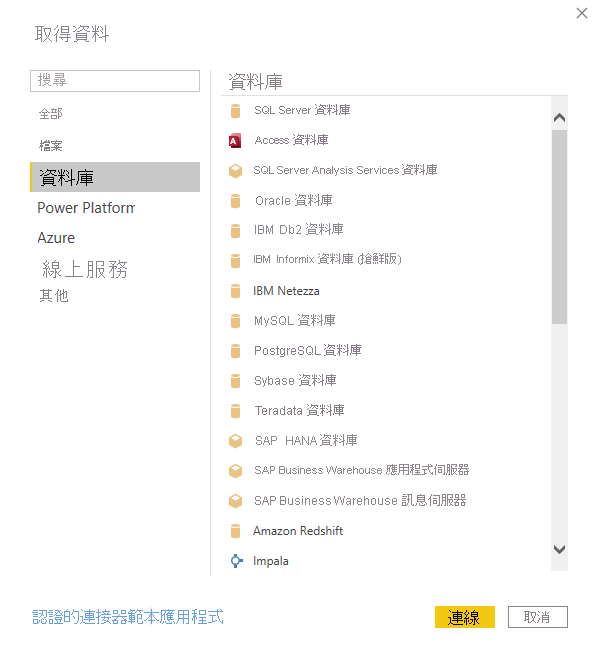 取得資料
搜尋
全部
檔案
資料庫
Power Platform
Azure
線上服務
其他
資料庫
SQL Server 資料庫
Access 資料庫
SQL Server Analysis Services 資料庫
Oracle 資料庫
IBM Db2 資料庫
IBM Informix 資料庫 (搶鮮版)
IBM Netezza
MySQL 資料庫
PostgreSQL 資料庫
Sybase 資料庫
Teradata 資料庫
SAP HANA 資料庫
SAP Business Warehouse 應用程式伺服器
SAP Business Warehouse 訊息伺服器
Amazon Redshift
Impala
認證的連接器範本應用程式
連線
取消